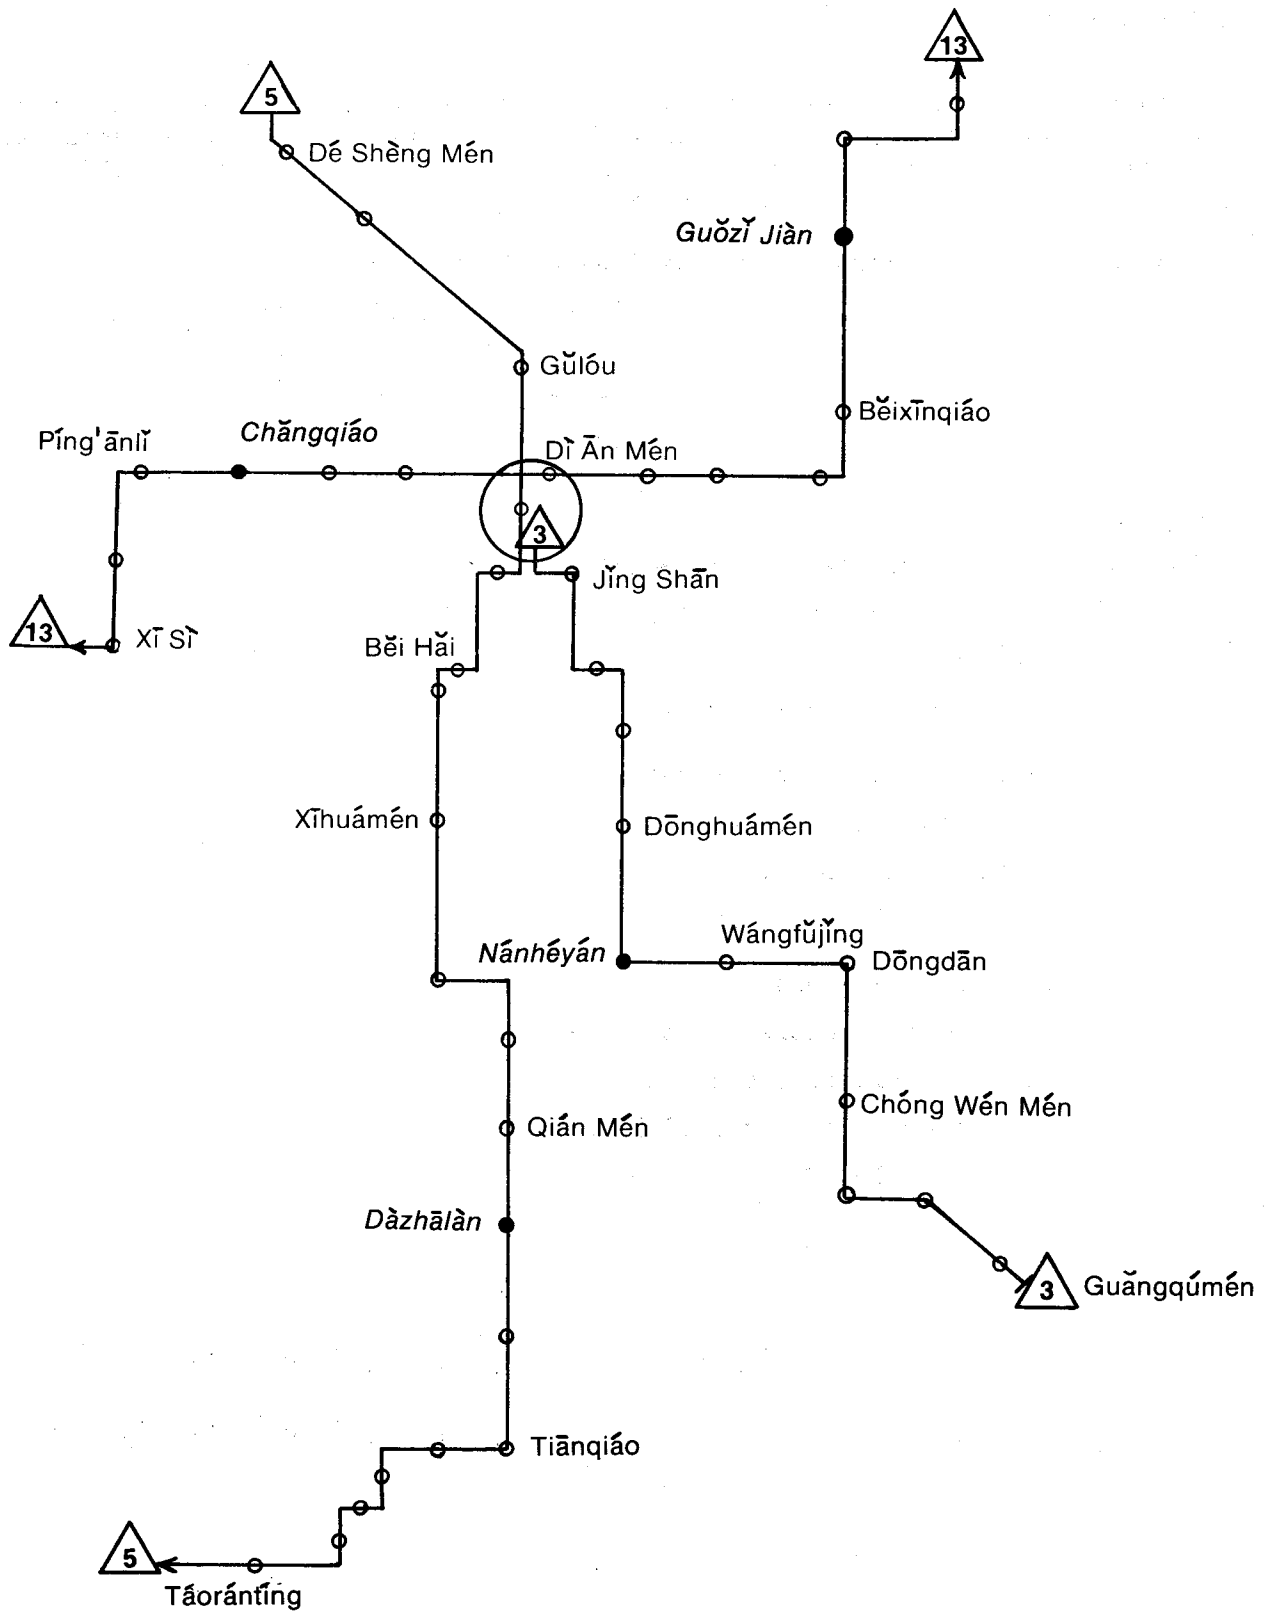 13
5
Dé Shèng Mén
Guǒzǐ Jiàn
Gǔlóu
Běixīnqiáo
Chǎngqiáo
Píng'ānlǐ
Dì Ān Mén
3
Jǐng Shān
13
Xī Sì
Běi Hǎi
Xīhuámén
Dōnghuámén
Wángfǔjǐng
Nánhéyán
Dōngdān
Chóng Wén Mén
Qián Mén
Dàzhālàn
3
Guǎngqúmén
Tiānqiáo
5
Táorántíng